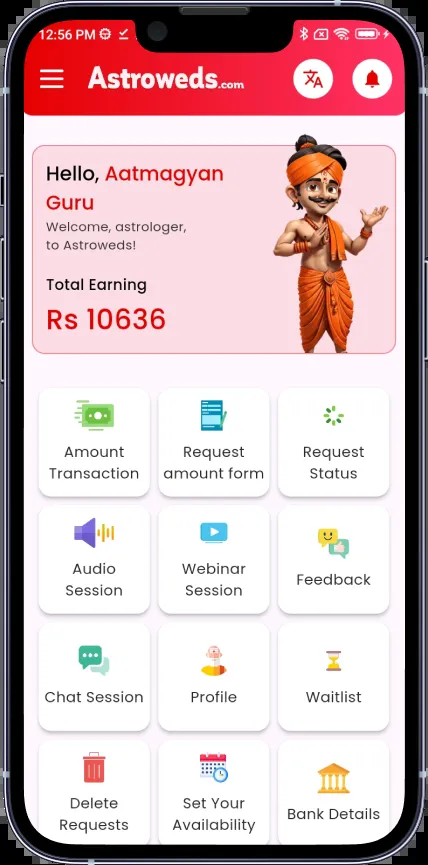 12:56 PM
Astroweds.com
Hello, Aatmagyan
Guru
Welcome, astrologer,
to Astroweds!
Total Earning
Rs 10636
Amount
Transaction
Request
amount form
Request
Status
Audio
Session
Webinar
Session
Feedback
Chat Session
Profile
Waitlist
Delete
Requests
Set Your
Availability
Bank Details